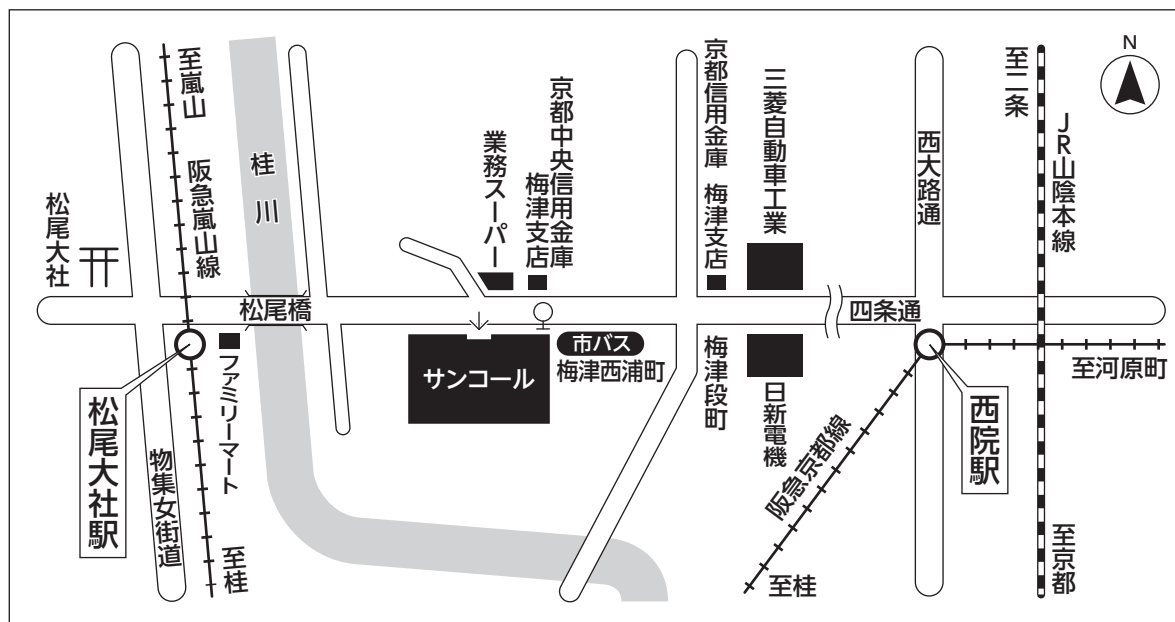 N
至嵐山
阪急嵐山線
桂川
松尾大社
業務スーパー
京都中央信用金庫
梅津支店
京都信用金庫 梅津支店
三菱自動車工業
西大路通
至二条
JR山陰本線
松尾橋
四条通
市バス
梅津西浦町
サンコール
ファミリーマート
松尾大社駅
物集女街道
至桂
梅津段町
日新電機
阪急京都線
至桂
西院駅
至河原町
至京都